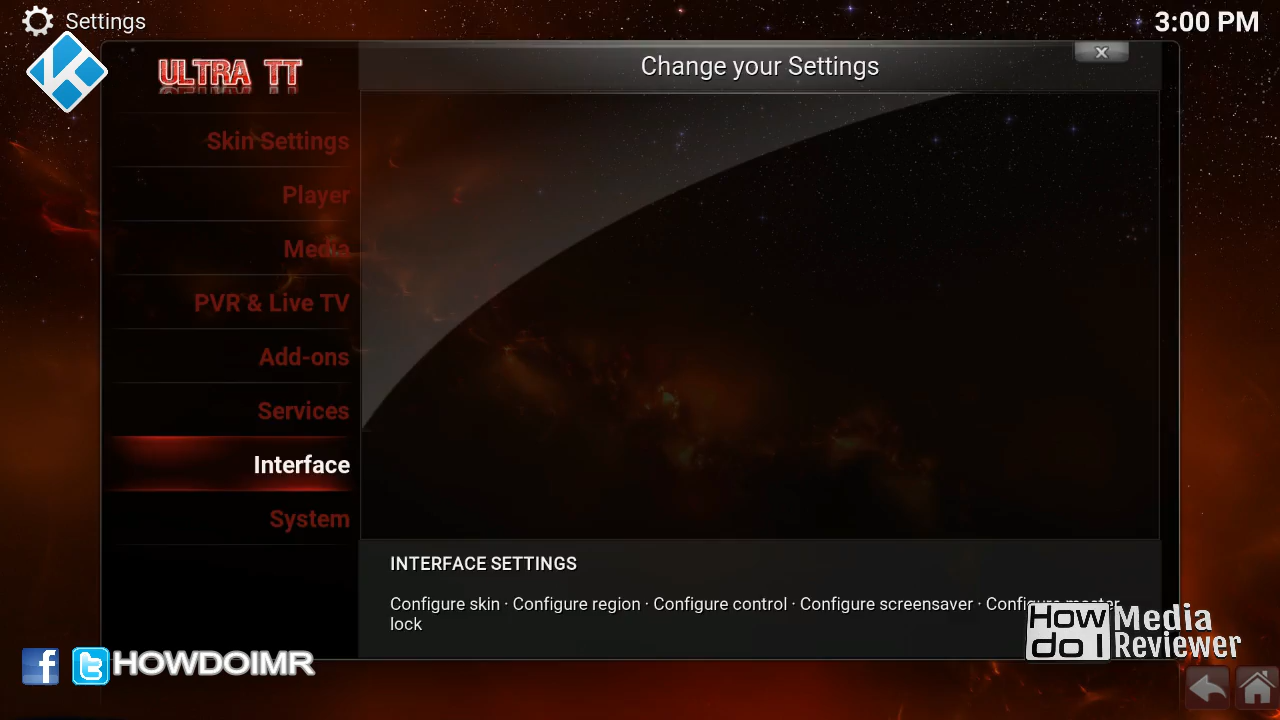 Settings
3:00 PM
ULTRA TT
Change your Settings
Skin Settings
Player
Media
PVR & Live TV
Add-ons
Services
Interface
System
INTERFACE SETTINGS
Configure skin · Configure region · Configure control · Configure screensaver · Configure master
lock
HOW do I Media Reviewer
HOWDOIMR